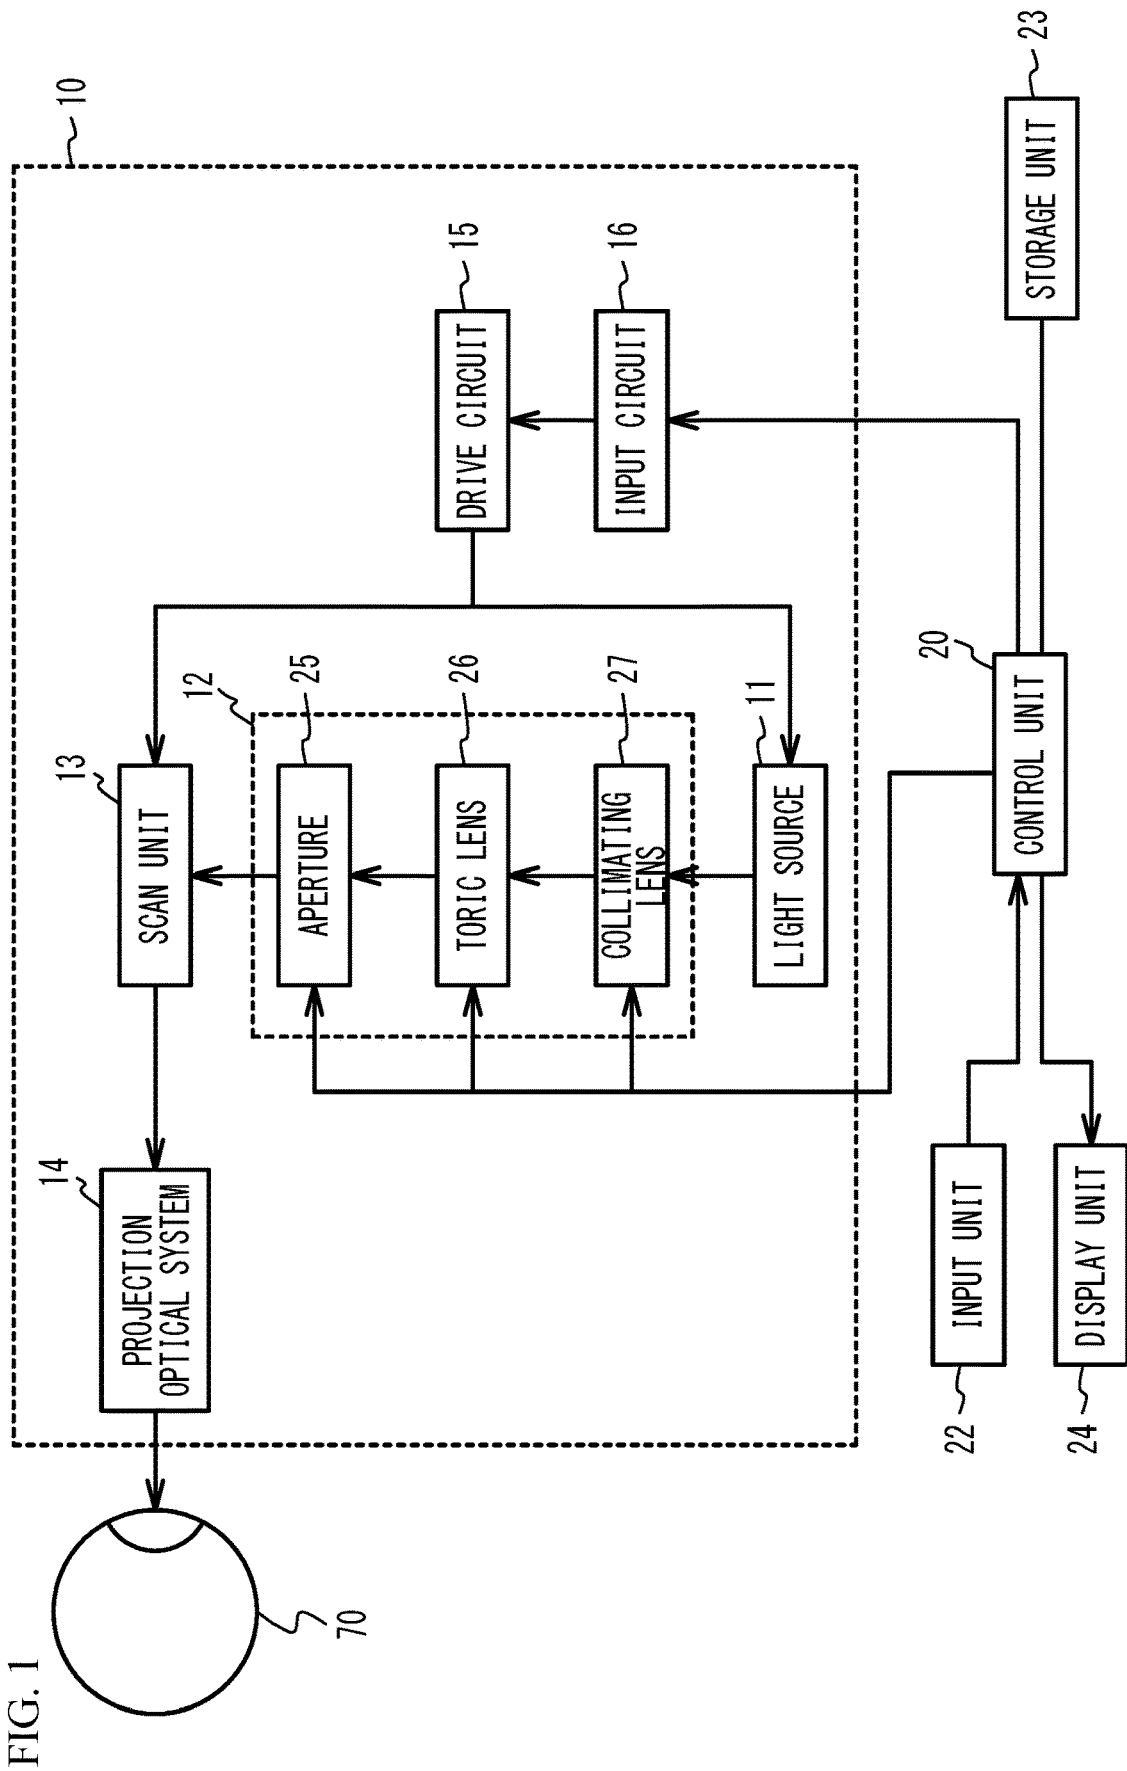 FIG. 1
70
10
14
PROJECTION
OPTICAL SYSTEM
13
SCAN UNIT
12
25
APERTURE
26
TORIC LENS
27
COLLIMATING
LENS
11
LIGHT SOURCE
15
DRIVE CIRCUIT
16
INPUT CIRCUIT
22
INPUT UNIT
24
DISPLAY UNIT
20
CONTROL UNIT
23
STORAGE UNIT